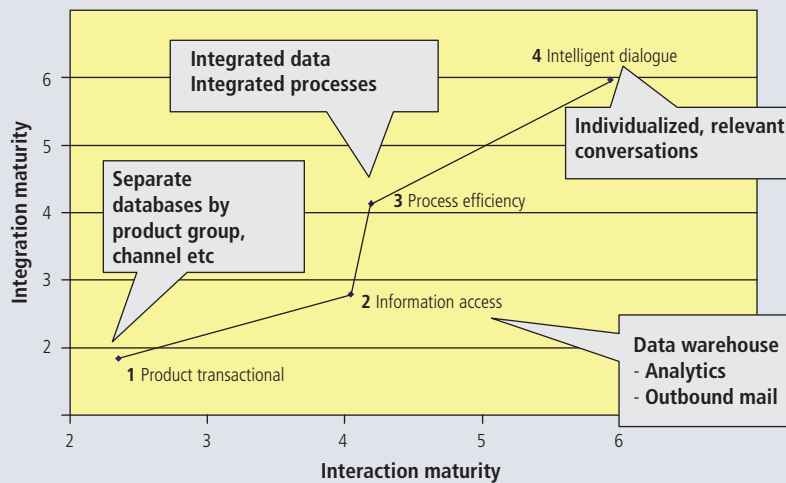 Integrated data
Integrated processes
4 Intelligent dialogue
Individualized, relevant
conversations
Separate
databases by
product group,
channel etc
3 Process efficiency
2 Information access
Data warehouse
- Analytics
- Outbound mail
1 Product transactional
Integration maturity
6
5
4
3
2
2 3 4 5 6
Interaction maturity